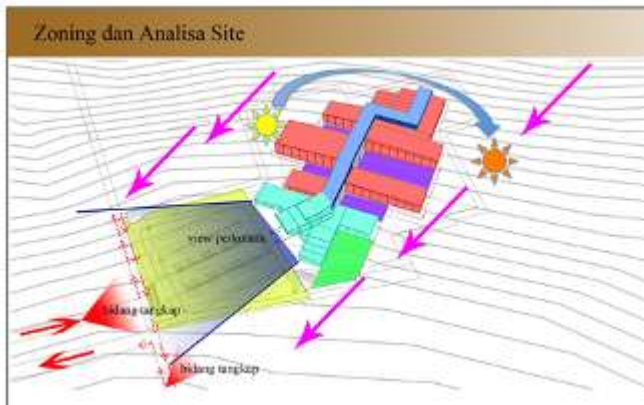 Zoning dan Analisa Site
view perkotaan
bidang tangkap
bidang tangkap